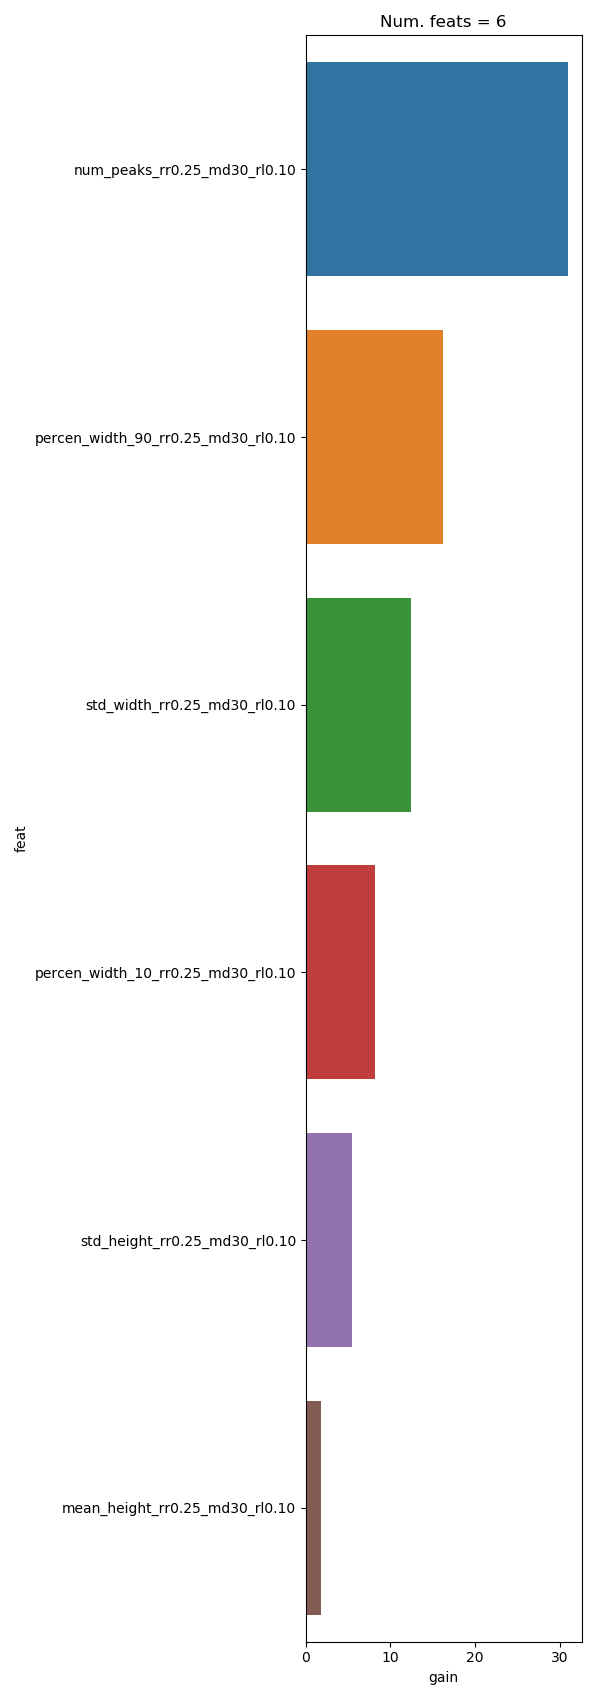 Num. feats = 6
num_peaks_rr0.25_md30_rl0.10
percen_width_90_rr0.25_md30_rl0.10
std_width_rr0.25_md30_rl0.10
feat
percen_width_10_rr0.25_md30_rl0.10
std_height_rr0.25_md30_rl0.10
mean_height_rr0.25_md30_rl0.10
0 10 20 30
gain